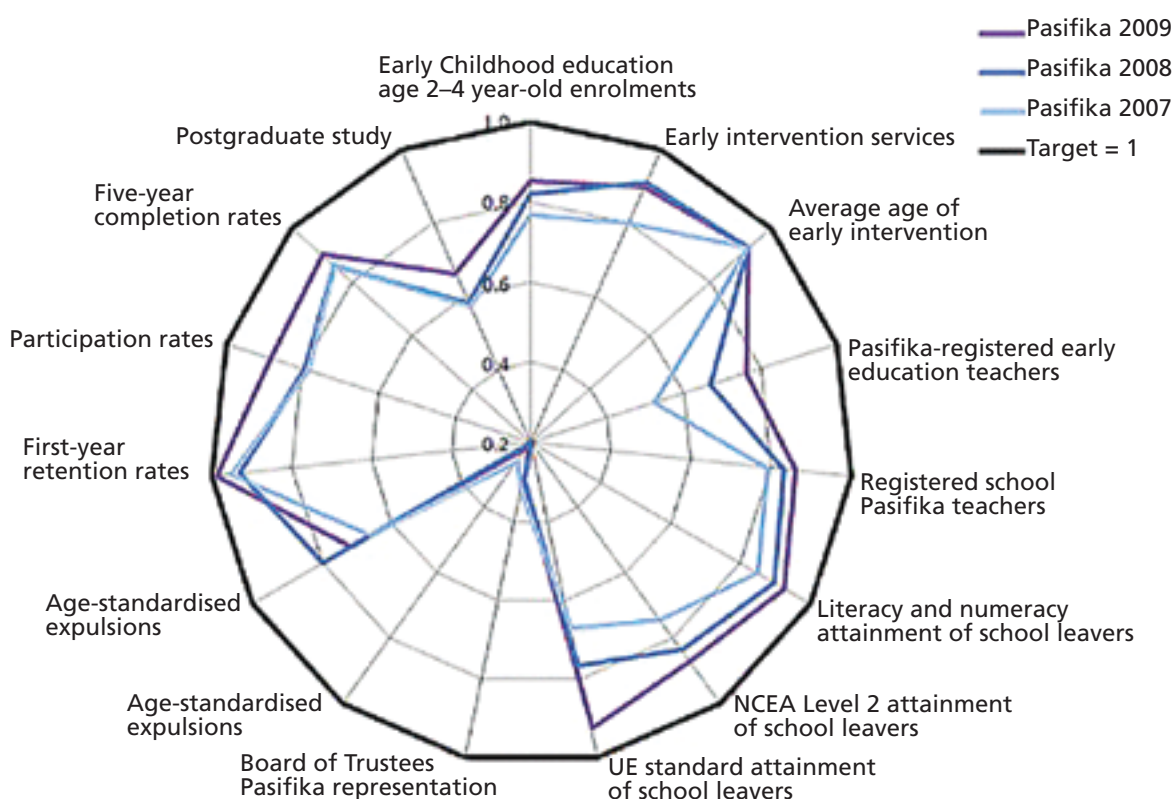 Pasifika 2009
Pasifika 2008
Pasifika 2007
Target = 1
Early Childhood education
age 2–4 year-old enrolments
Early intervention services
Average age of
early intervention
Pasifika-registered early
education teachers
Registered school
Pasifika teachers
Literacy and numeracy
attainment of school leavers
NCEA Level 2 attainment
of school leavers
UE standard attainment
of school leavers
Board of Trustees
Pasifika representation
Age-standardised
expulsions
Age-standardised
expulsions
First-year
retention rates
Participation rates
Five-year
completion rates
Postgraduate study
1.0
0.8
0.6
0.4
0.2